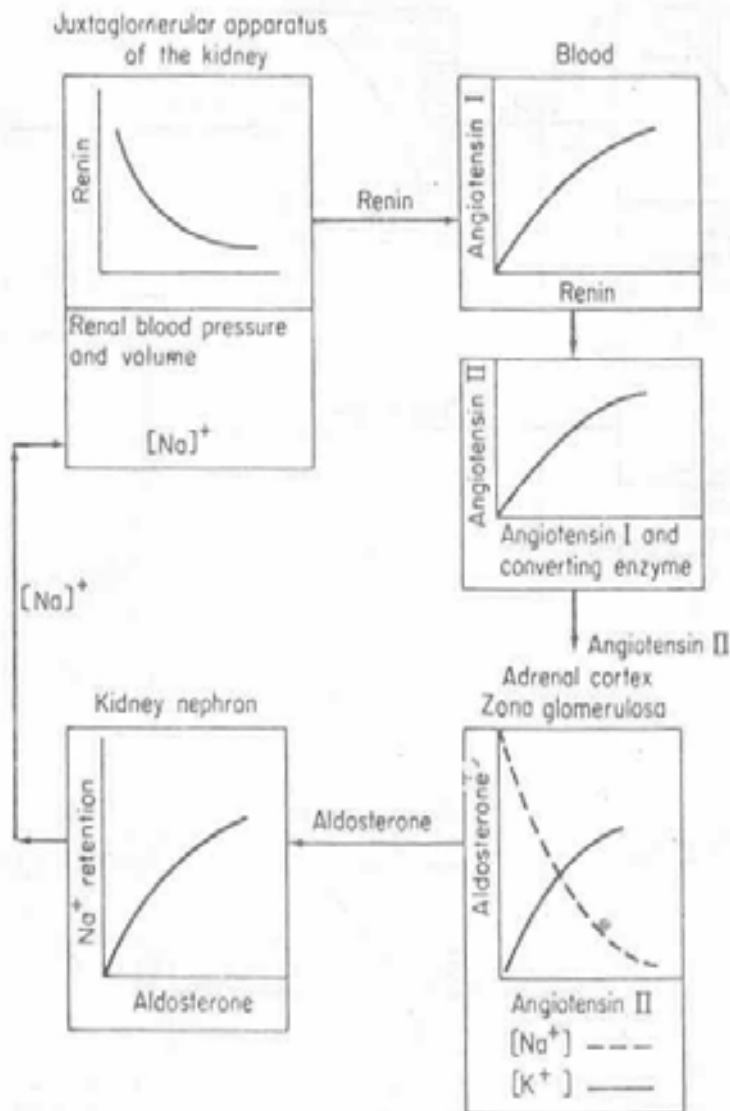 Juxtaglomerular apparatus
of the kidney
Renin
Renal blood pressure
and volume
[Na]⁺
Renin
Blood
Angiotensin I
Renin
Angiotensin II
Angiotensin I and
converting enzyme
Angiotensin II
Adrenal cortex
Zona glomerulosa
Aldosterone
Angiotensin II
[Na⁺] - - - -
[K⁺] ——
Aldosterone
Kidney nephron
Na⁺ retention
Aldosterone
[Na]⁺